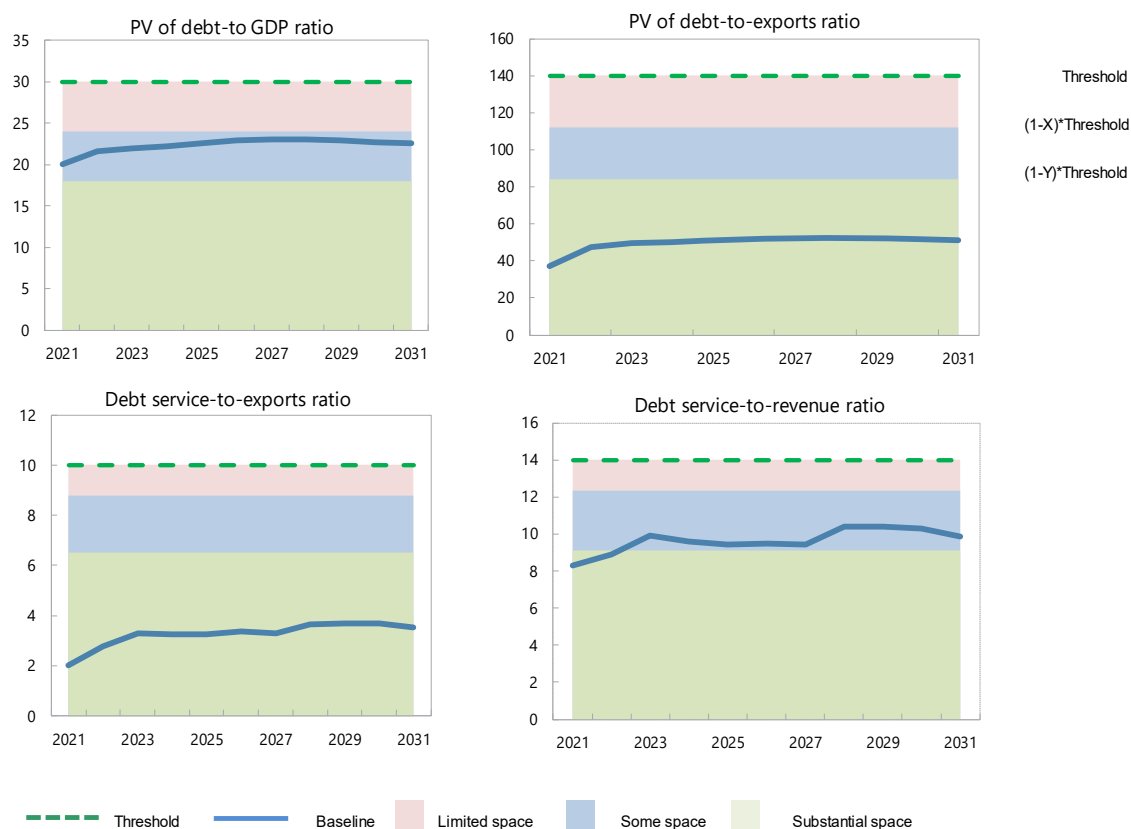 PV of debt-to GDP ratio
35
30
25
20
15
10
5
0
2021 2023 2025 2027 2029 2031
PV of debt-to-exports ratio
160
140
120
100
80
60
40
20
0
2021 2023 2025 2027 2029 2031
Threshold
(1-X)*Threshold
(1-Y)*Threshold
Debt service-to-exports ratio
12
10
8
6
4
2
0
2021 2023 2025 2027 2029 2031
Debt service-to-revenue ratio
16
14
12
10
8
6
4
2
0
2021 2023 2025 2027 2029 2031
Threshold Baseline Limited space Some space Substantial space